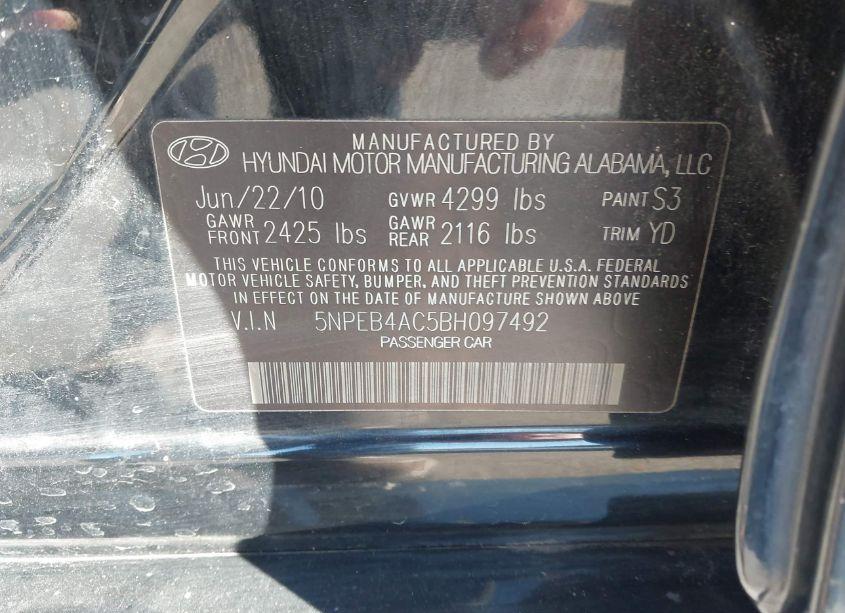 MANUFACTURED BY
HYUNDAI MOTOR MANUFACTURING ALABAMA, LLC
Jun/22/10 GVWR 4299 lbs PAINT S3
GAWR FRONT 2425 lbs GAWR REAR 2116 lbs TRIM YD
THIS VEHICLE CONFORMS TO ALL APPLICABLE U.S.A. FEDERAL
MOTOR VEHICLE SAFETY, BUMPER, AND THEFT PREVENTION STANDARDS
IN EFFECT ON THE DATE OF MANUFACTURE SHOWN ABOVE
V.I.N 5NPEB4AC5BH097492
PASSENGER CAR